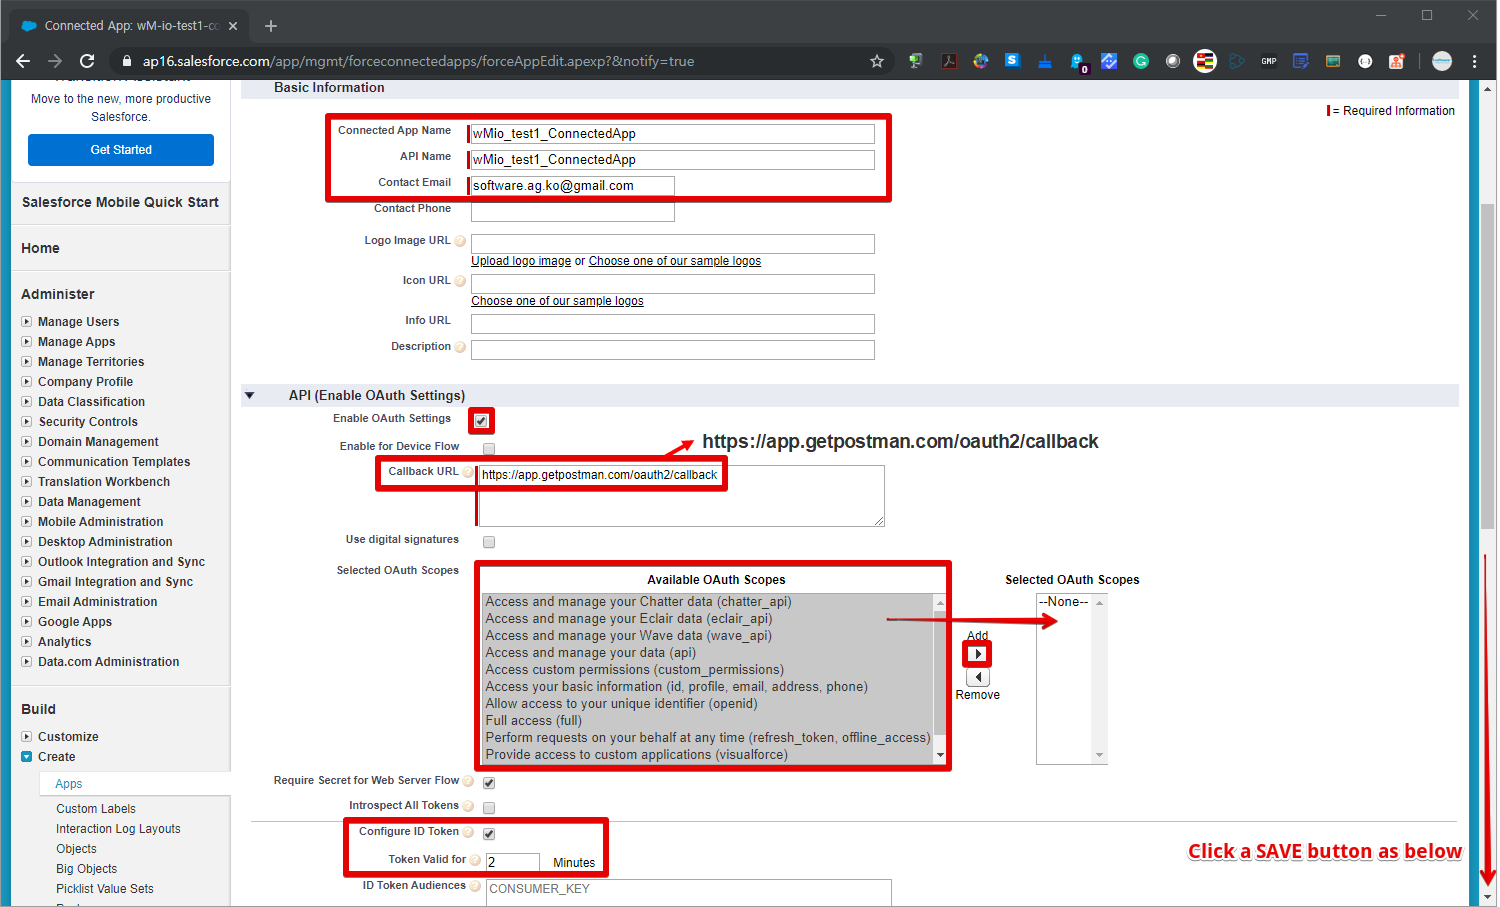 Connected App: wM-io-test1-co
ap16.salesforce.com/app/mgmt/forceconnectedapps/forceAppEdit.apexp?&notify=true
0
GMP
Move to the new, more productive
Salesforce.
Get Started
Salesforce Mobile Quick Start
Home
Administer
Manage Users
Manage Apps
Manage Territories
Company Profile
Data Classification
Security Controls
Domain Management
Communication Templates
Translation Workbench
Data Management
Mobile Administration
Desktop Administration
Outlook Integration and Sync
Gmail Integration and Sync
Email Administration
Google Apps
Analytics
Data.com Administration
Build
Customize
Create
Apps
Custom Labels
Interaction Log Layouts
Objects
Big Objects
Picklist Value Sets
Basic Information
= Required Information
Connected App Name wMio_test1_ConnectedApp
API Name wMio_test1_ConnectedApp
Contact Email software.ag.ko@gmail.com
Contact Phone
Logo Image URL
Upload logo image or Choose one of our sample logos
Icon URL
Choose one of our sample logos
Info URL
Description
API (Enable OAuth Settings)
Enable OAuth Settings
Enable for Device Flow
https://app.getpostman.com/oauth2/callback
Callback URL https://app.getpostman.com/oauth2/callback
Use digital signatures
Selected OAuth Scopes
Available OAuth Scopes
Access and manage your Chatter data (chatter_api)
Access and manage your Eclair data (eclair_api)
Access and manage your Wave data (wave_api)
Access and manage your data (api)
Access custom permissions (custom_permissions)
Access your basic information (id, profile, email, address, phone)
Allow access to your unique identifier (openid)
Full access (full)
Perform requests on your behalf at any time (refresh_token, offline_access)
Provide access to custom applications (visualforce)
Add
Remove
Selected OAuth Scopes
--None--
Require Secret for Web Server Flow
Introspect All Tokens
Configure ID Token
Token Valid for 2 Minutes
ID Token Audiences CONSUMER_KEY
Click a SAVE button as below